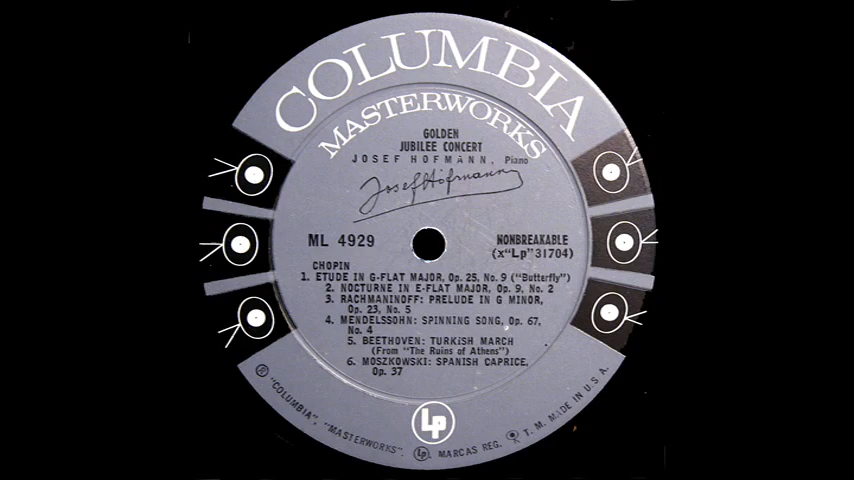 COLUMBIA
MASTERWORKS
GOLDEN
JUBILEE CONCERT
JOSEF HOFMANN, Piano
Josef Hofmann
ML 4929
NONBREAKABLE
(x"Lp"31704)
CHOPIN
1. ETUDE IN G-FLAT MAJOR, Op. 25, No. 9 ("Butterfly")
2. NOCTURNE IN E-FLAT MAJOR, Op. 9, No. 2
3. RACHMANINOFF: PRELUDE IN G MINOR,
Op. 23, No. 5
4. MENDELSSOHN: SPINNING SONG, Op. 67,
No. 4
5. BEETHOVEN: TURKISH MARCH
(From "The Ruins of Athens")
6. MOSZKOWSKI: SPANISH CAPRICE,
Op. 37
Lp
Ⓟ "COLUMBIA", "MASTERWORKS", Lp, MARCAS REG. T. M. MADE IN U.S.A.